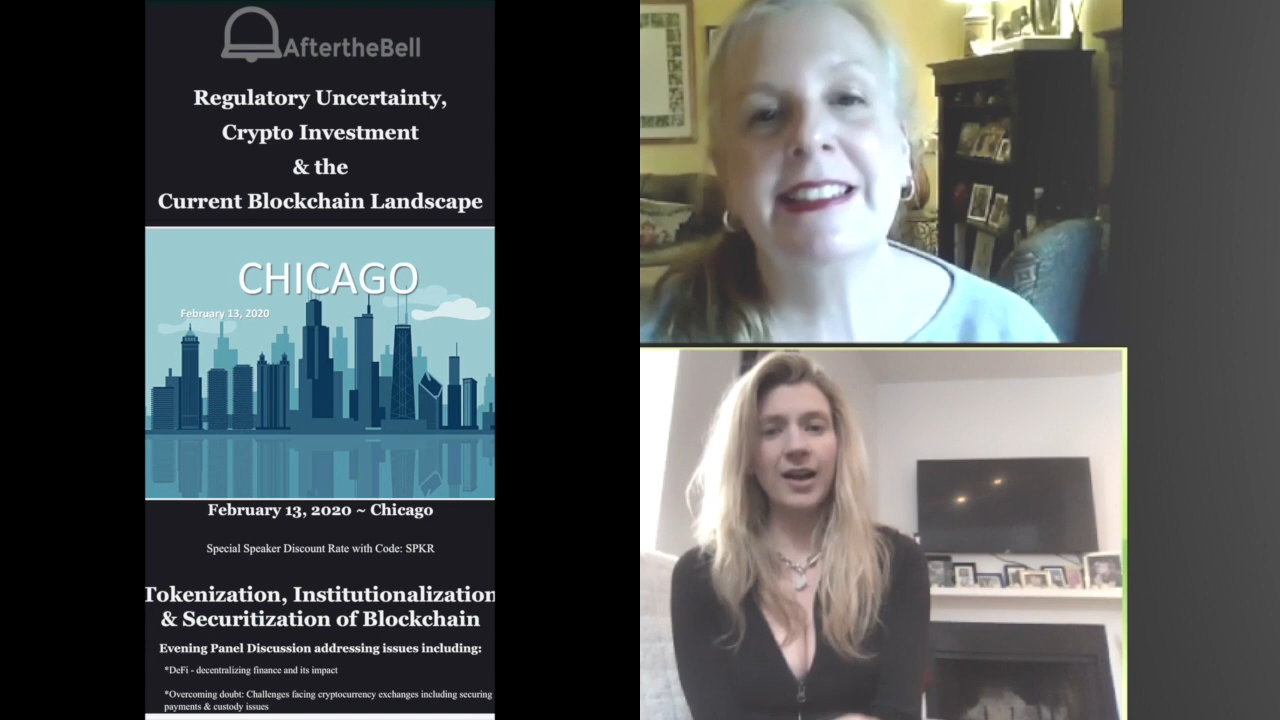 AftertheBell
Regulatory Uncertainty,
Crypto Investment
& the
Current Blockchain Landscape
CHICAGO
February 13, 2020
February 13, 2020 ~ Chicago
Special Speaker Discount Rate with Code: SPKR
Tokenization, Institutionalization
& Securitization of Blockchain
Evening Panel Discussion addressing issues including:
*DeFi - decentralizing finance and its impact
*Overcoming doubt: Challenges facing cryptocurrency exchanges including securing
payments & custody issues